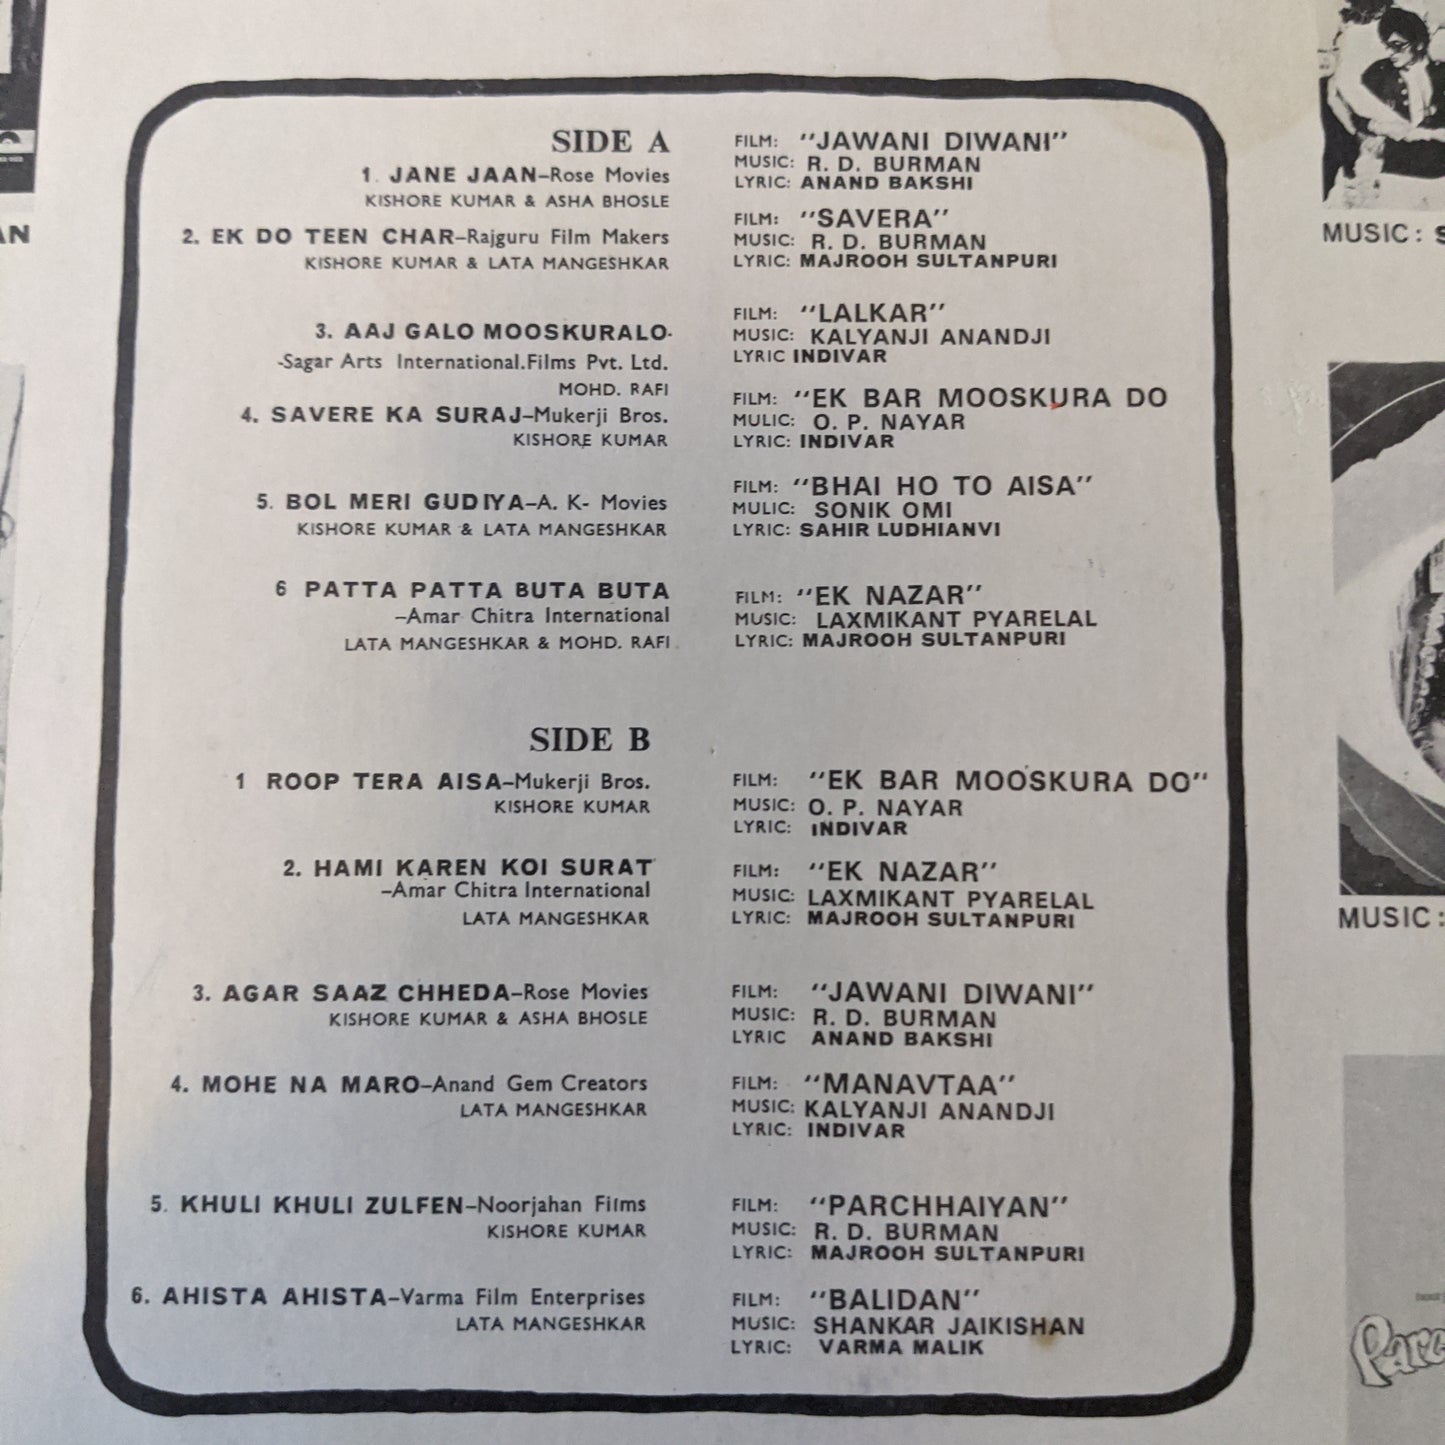 SIDE A
1. JANE JAAN–Rose Movies
KISHORE KUMAR & ASHA BHOSLE
FILM: "JAWANI DIWANI"
MUSIC: R. D. BURMAN
LYRIC: ANAND BAKSHI
2. EK DO TEEN CHAR–Rajguru Film Makers
KISHORE KUMAR & LATA MANGESHKAR
FILM: "SAVERA"
MUSIC: R. D. BURMAN
LYRIC: MAJROOH SULTANPURI
3. AAJ GALO MOOSKURALO-
-Sagar Arts International.Films Pvt. Ltd.
MOHD. RAFI
FILM: "LALKAR"
MUSIC: KALYANJI ANANDJI
LYRIC INDIVAR
4. SAVERE KA SURAJ–Mukerji Bros.
KISHORE KUMAR
FILM: "EK BAR MOOSKURA DO
MULIC: O. P. NAYAR
LYRIC: INDIVAR
5. BOL MERI GUDIYA–A. K- Movies
KISHORE KUMAR & LATA MANGESHKAR
FILM: "BHAI HO TO AISA"
MULIC: SONIK OMI
LYRIC: SAHIR LUDHIANVI
6 PATTA PATTA BUTA BUTA
–Amar Chitra International
LATA MANGESHKAR & MOHD. RAFI.
FILM: "EK NAZAR"
MUSIC: LAXMIKANT PYARELAL
LYRIC: MAJROOH SULTANPURI
SIDE B
1 ROOP TERA AISA–Mukerji Bros.
KISHORE KUMAR
FILM: "EK BAR MOOSKURA DO"
MUSIC: O. P. NAYAR
LYRIC: INDIVAR
2. HAMI KAREN KOI SURAT
–Amar Chitra International
LATA MANGESHKAR
FILM: "EK NAZAR"
MUSIC: LAXMIKANT PYARELAL
LYRIC: MAJROOH SULTANPURI
3. AGAR SAAZ CHHEDA–Rose Movies
KISHORE KUMAR & ASHA BHOSLE
FILM: "JAWANI DIWANI"
MUSIC: R. D. BURMAN
LYRIC ANAND BAKSHI
4. MOHE NA MARO–Anand Gem Creators
LATA MANGESHKAR
FILM: "MANAVTAA"
MUSIC: KALYANJI ANANDJI
LYRIC: INDIVAR
5. KHULI KHULI ZULFEN–Noorjahan Films
KISHORE KUMAR
FILM: "PARCHHAIYAN"
MUSIC: R. D. BURMAN
LYRIC: MAJROOH SULTANPURI
6. AHISTA AHISTA–Varma Film Enterprises
LATA MANGESHKAR
FILM: "BALIDAN"
MUSIC: SHANKAR JAIKISHAN
LYRIC: VARMA MALIK
AN
MUSIC: S
MUSIC: